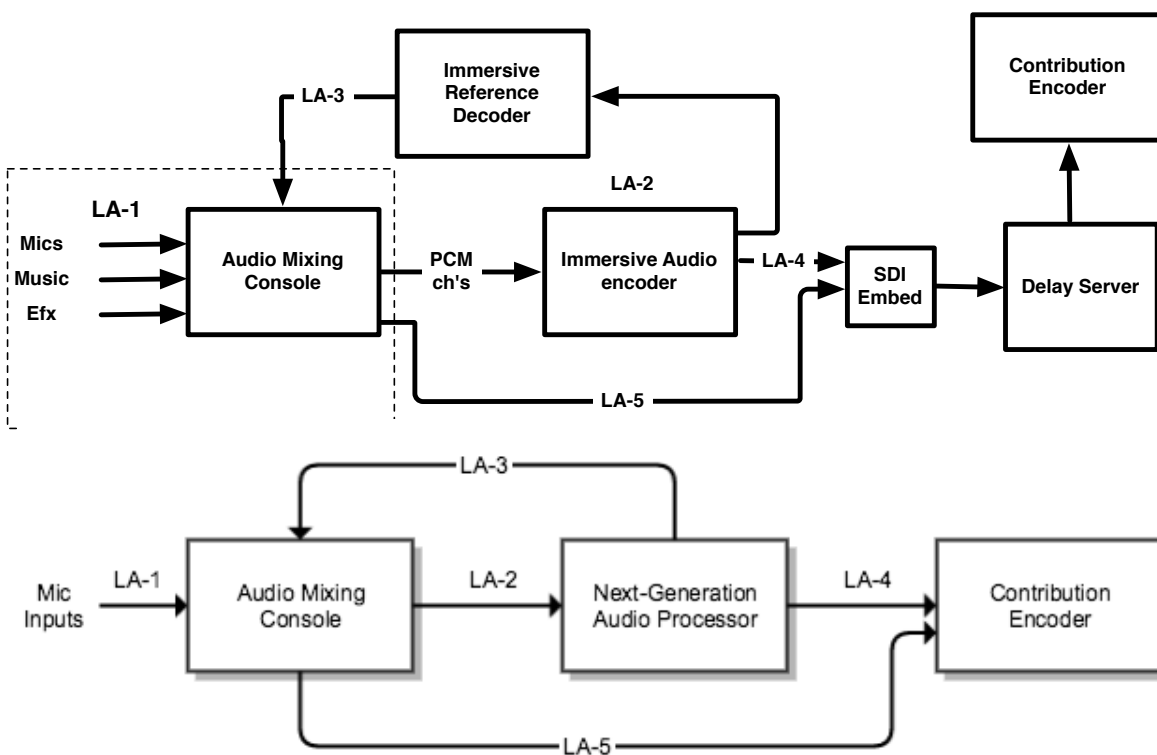 Immersive
Reference
Decoder
Contribution
Encoder
LA-3
LA-2
LA-1
Mics
Music
Efx
Audio Mixing
Console
PCM
ch's
Immersive Audio
encoder
LA-4
SDI
Embed
Delay Server
LA-5
LA-3
Mic
Inputs
LA-1
Audio Mixing
Console
LA-2
Next-Generation
Audio Processor
LA-4
Contribution
Encoder
LA-5